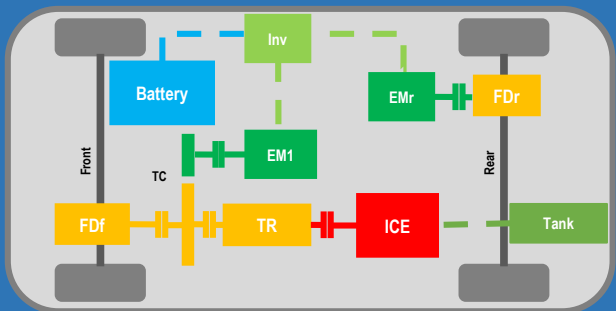 Inv
Battery
EMr
FDr
Front
TC
EM1
Rear
FDf
TR
ICE
Tank